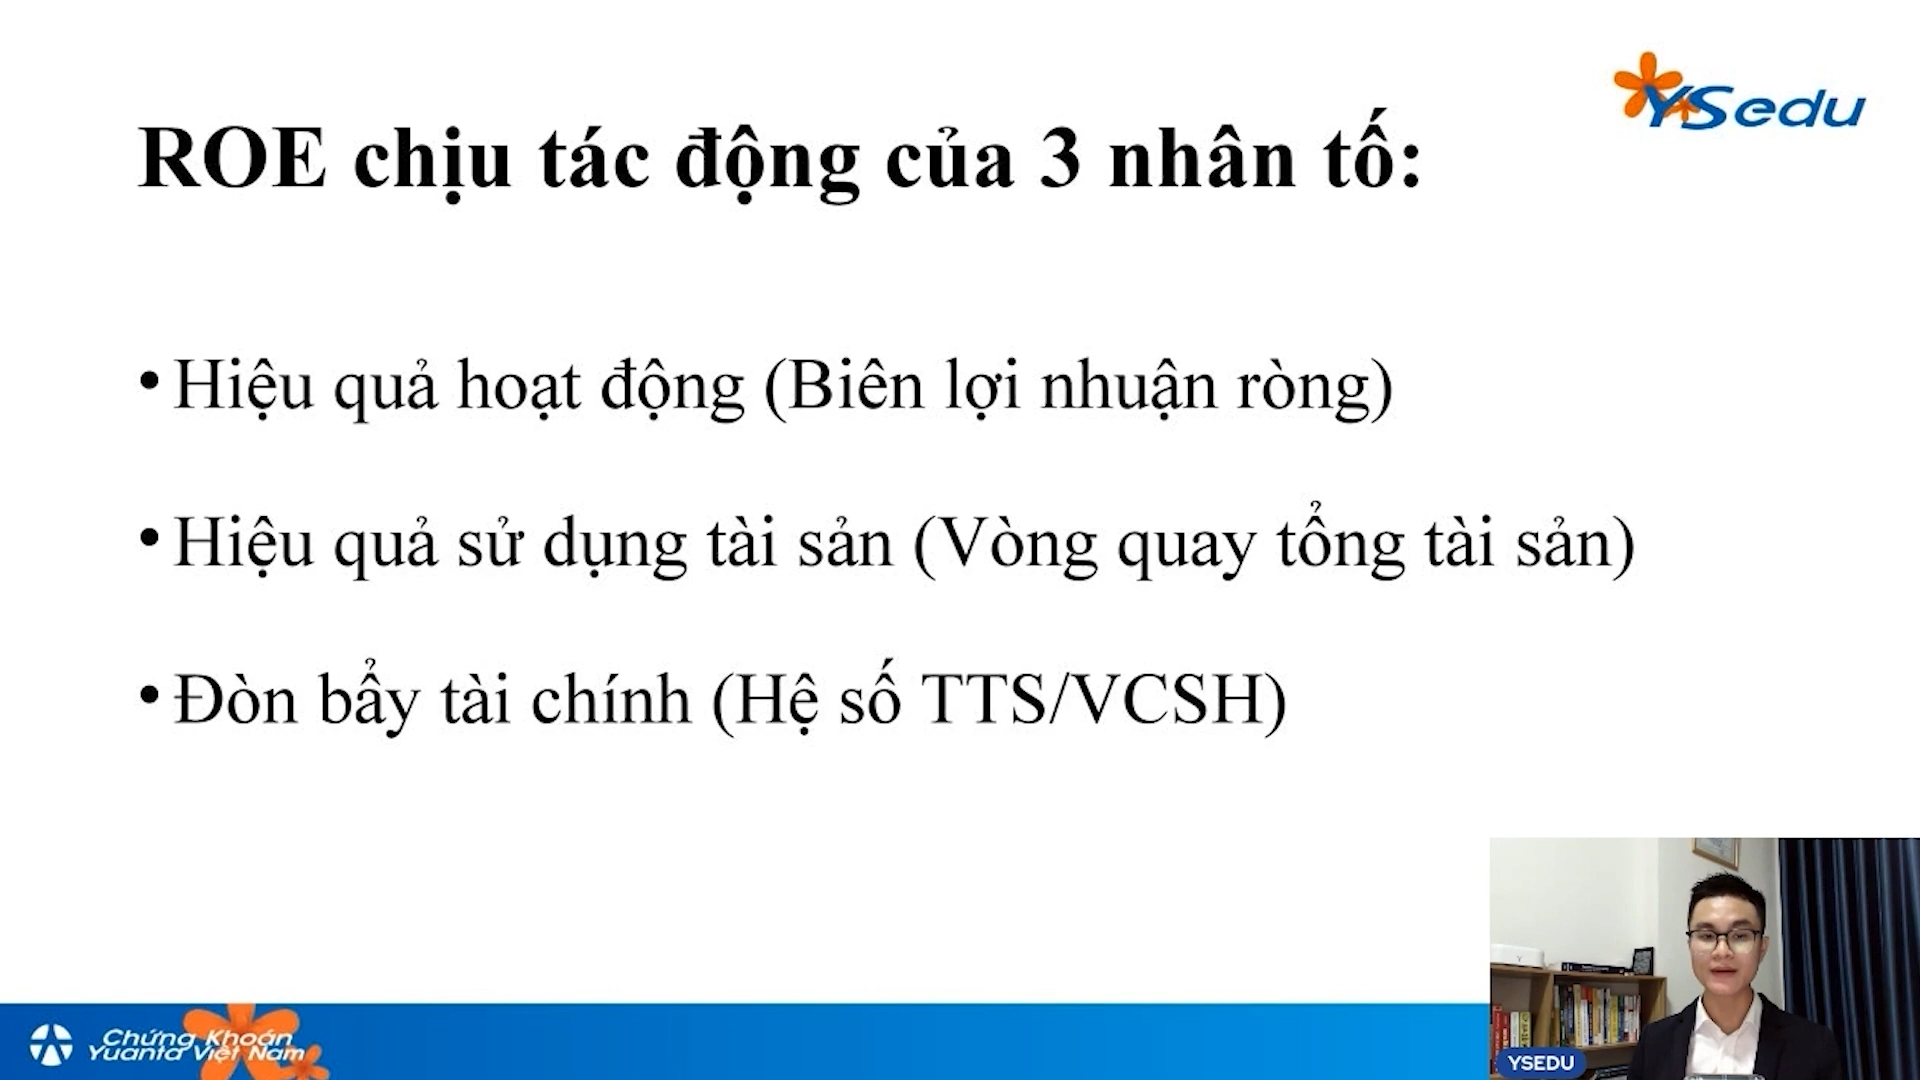 YSedu
ROE chịu tác động của 3 nhân tố:
• Hiệu quả hoạt động (Biên lợi nhuận ròng)
• Hiệu quả sử dụng tài sản (Vòng quay tổng tài sản)
• Đòn bẩy tài chính (Hệ số TTS/VCSH)
Chứng Khoán
Yuanta Việt Nam
YSEDU